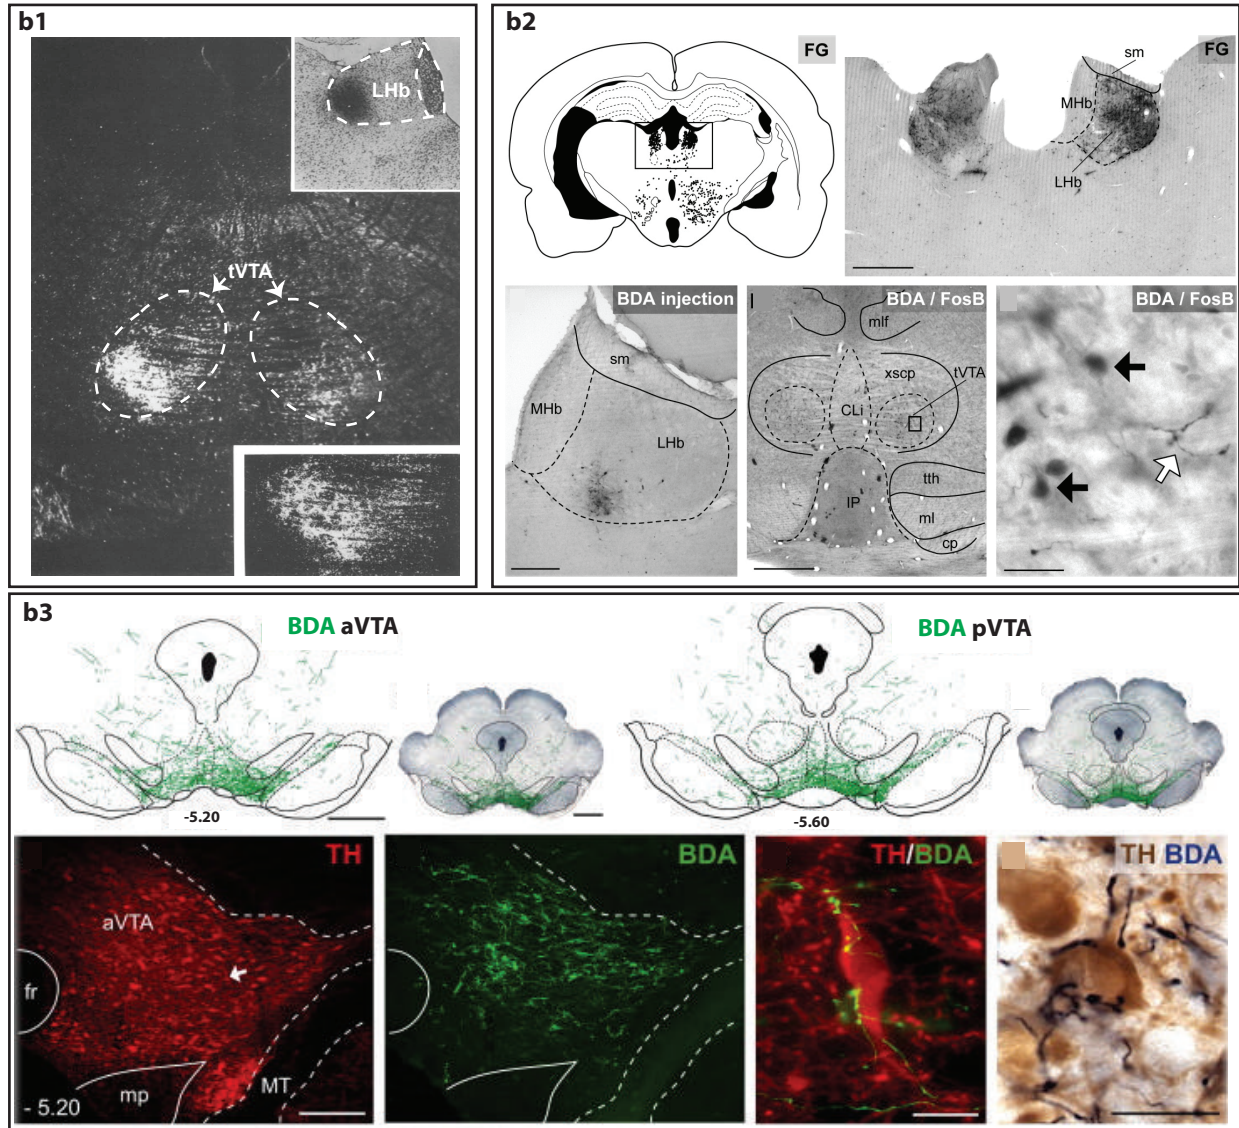 b1
LHb
tVTA
b2
FG
FG
sm
MHb
LHb
BDA injection
sm
MHb
LHb
BDA / FosB
mlf
xscp
tVTA
CLi
tth
IP
ml
cp
BDA / FosB
b3
BDA aVTA
-5.20
BDA pVTA
-5.60
TH
aVTA
fr
mp
MT
- 5.20
BDA
TH/BDA
TH BDA